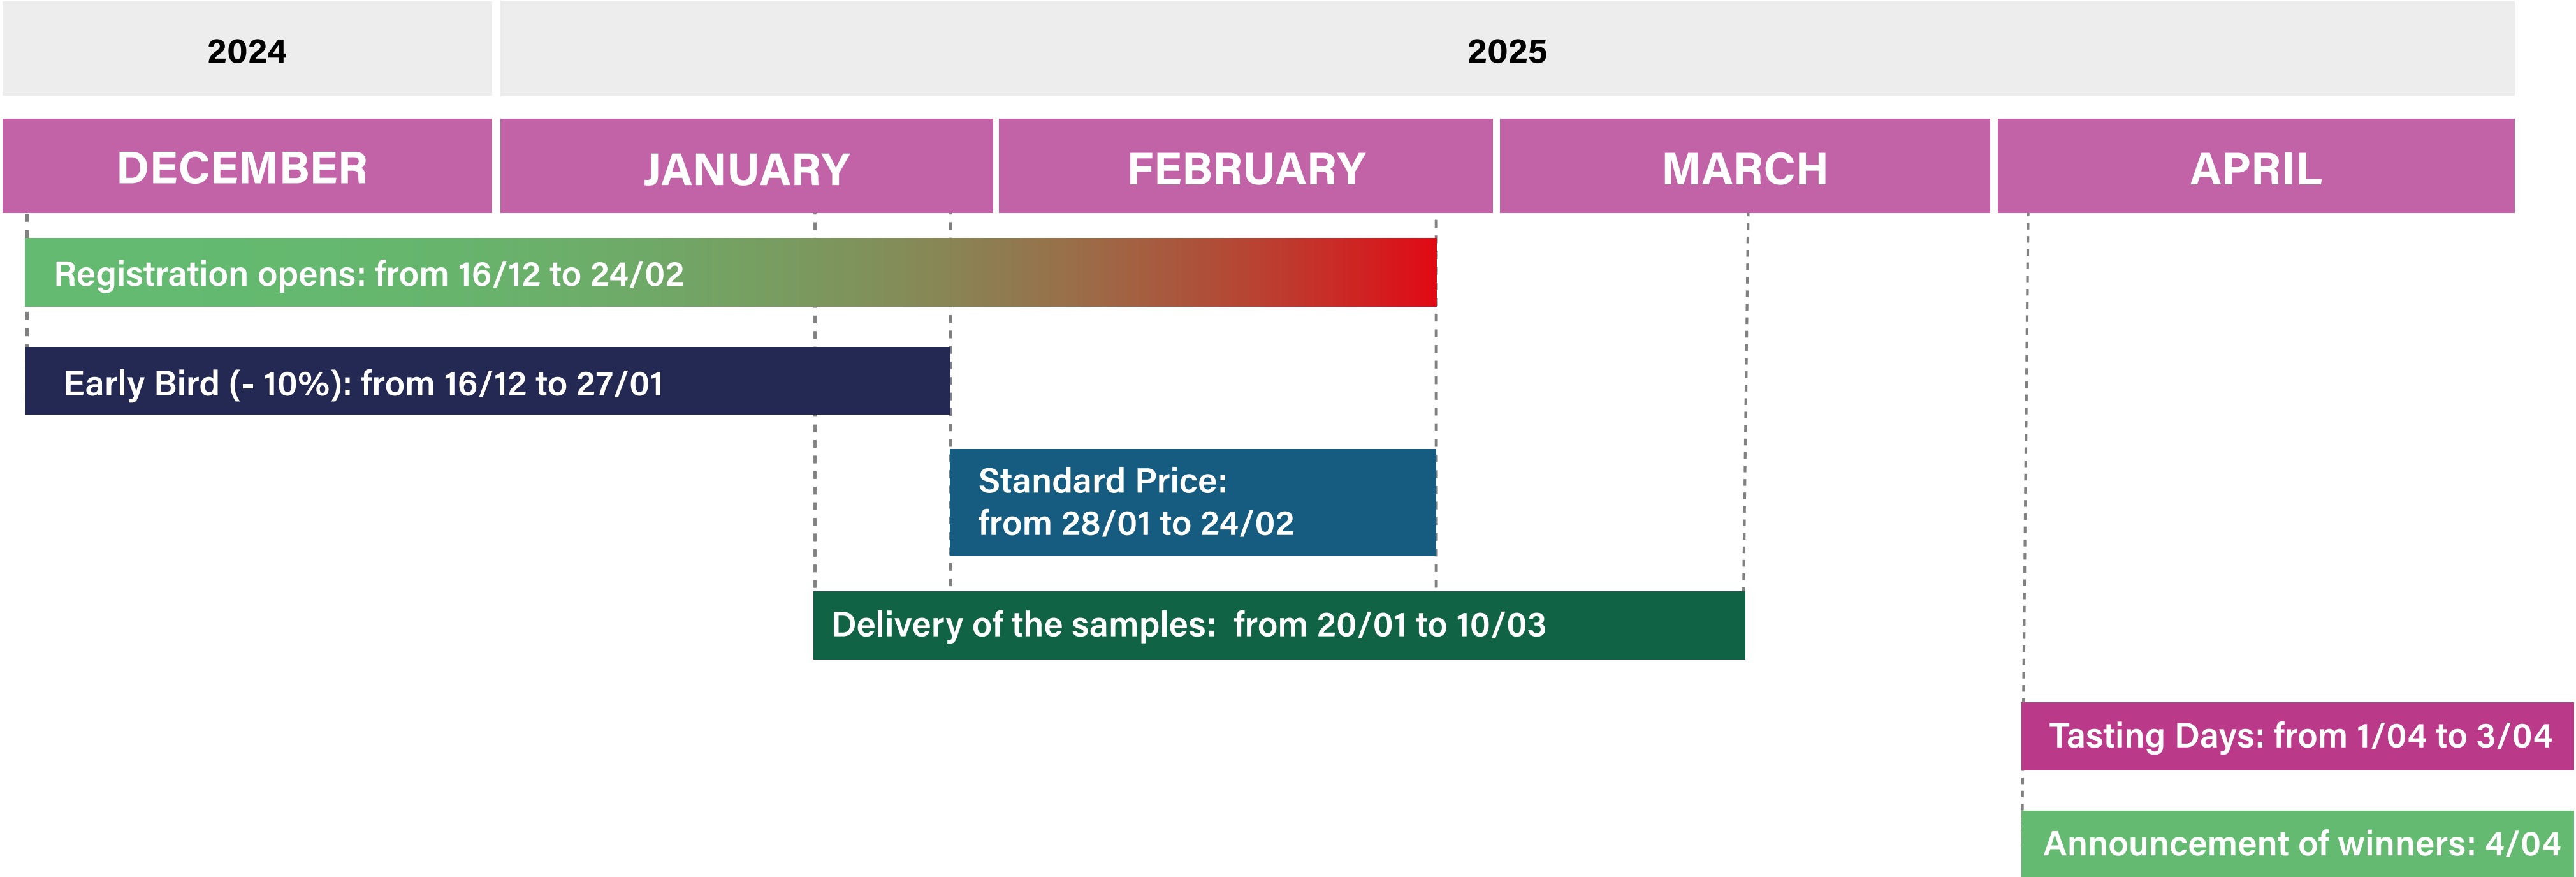 2024
2025
DECEMBER
JANUARY
FEBRUARY
MARCH
APRIL
Registration opens: from 16/12 to 24/02
Early Bird (- 10%): from 16/12 to 27/01
Standard Price:
from 28/01 to 24/02
Delivery of the samples:  from 20/01 to 10/03
Tasting Days: from 1/04 to 3/04
Announcement of winners: 4/04